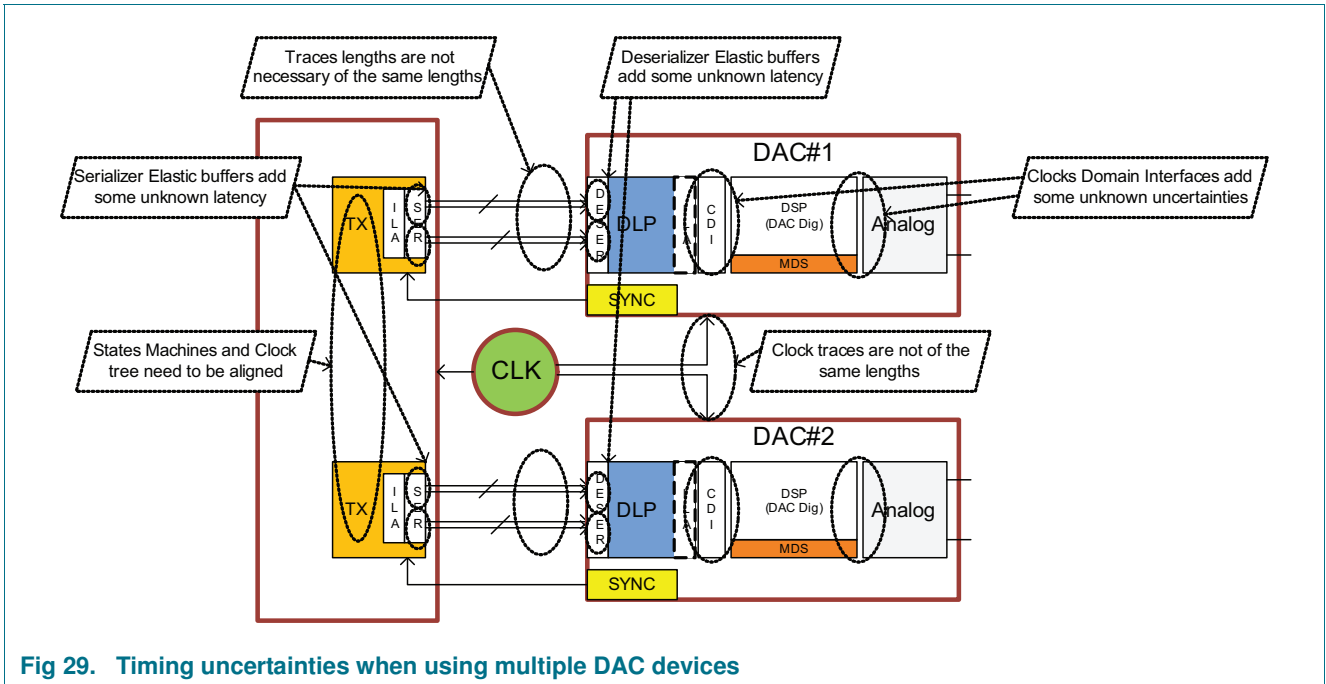 Traces lengths are not
necessary of the same lengths
Deserializer Elastic buffers
add some unknown latency
Serializer Elastic buffers add
some unknown latency
Clocks Domain Interfaces add
some unknown uncertainties
States Machines and Clock
tree need to be aligned
Clock traces are not of the
same lengths
DAC#1
TX
I
L
A
S
E
R
D
E
S
E
R
DLP
A
C
D
I
DSP
(DAC Dig)
MDS
Analog
SYNC
CLK
DAC#2
TX
I
L
A
S
E
R
D
E
S
E
R
DLP
A
C
D
I
DSP
(DAC Dig)
MDS
Analog
SYNC
Fig 29. Timing uncertainties when using multiple DAC devices